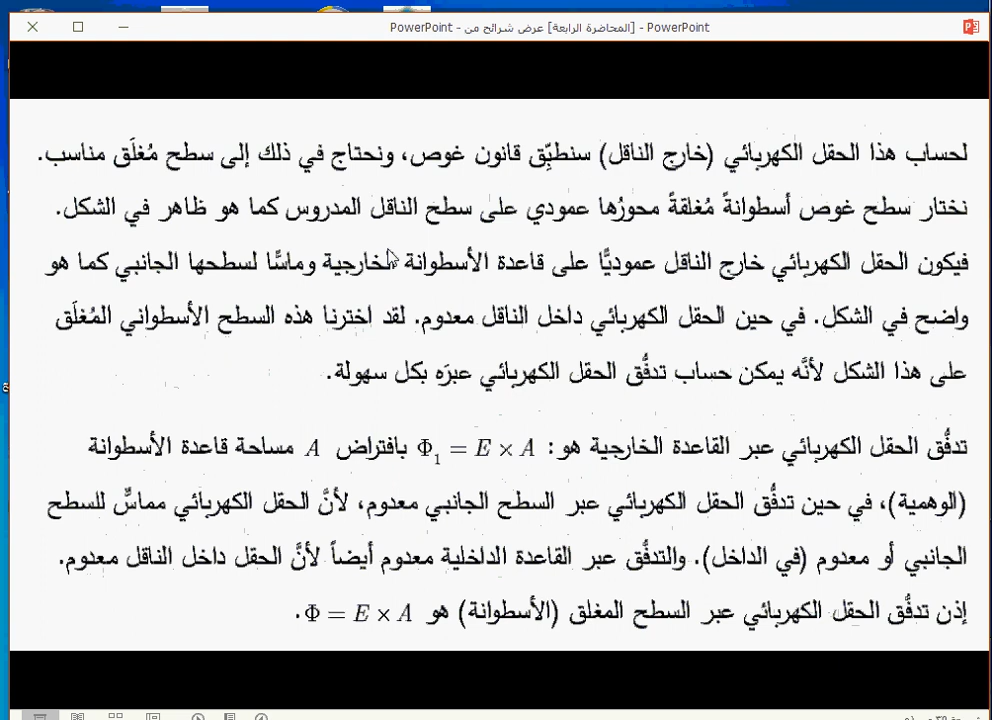 PowerPoint - [المحاضرة الرابعة] عرض شرائح من - PowerPoint
لحساب هذا الحقل الكهربائي (خارج الناقل) سنطبِّق قانون غوص، ونحتاج في ذلك إلى سطح مُغلَق مناسب.
نختار سطح غوص أسطوانةً مُغلقةً محورُها عمودي على سطح الناقل المدروس كما هو ظاهر في الشكل.
فيكون الحقل الكهربائي خارج الناقل عموديًّا على قاعدة الأسطوانة الخارجية وماسًّا لسطحها الجانبي كما هو
واضح في الشكل. في حين الحقل الكهربائي داخل الناقل معدوم. لقد اخترنا هذه السطح الأسطواني المُغلَق
على هذا الشكل لأنَّه يمكن حساب تدفُّق الحقل الكهربائي عبرَه بكل سهولة.
تدفُّق الحقل الكهربائي عبر القاعدة الخارجية هو: Φ₁ = E × A بافتراض A مساحة قاعدة الأسطوانة
(الوهمية)، في حين تدفُّق الحقل الكهربائي عبر السطح الجانبي معدوم، لأنَّ الحقل الكهربائي مماسٌّ للسطح
الجانبي أو معدوم (في الداخل). والتدفُّق عبر القاعدة الداخلية معدوم أيضاً لأنَّ الحقل داخل الناقل معدوم.
إذن تدفُّق الحقل الكهربائي عبر السطح المغلق (الأسطوانة) هو Φ = E × A.